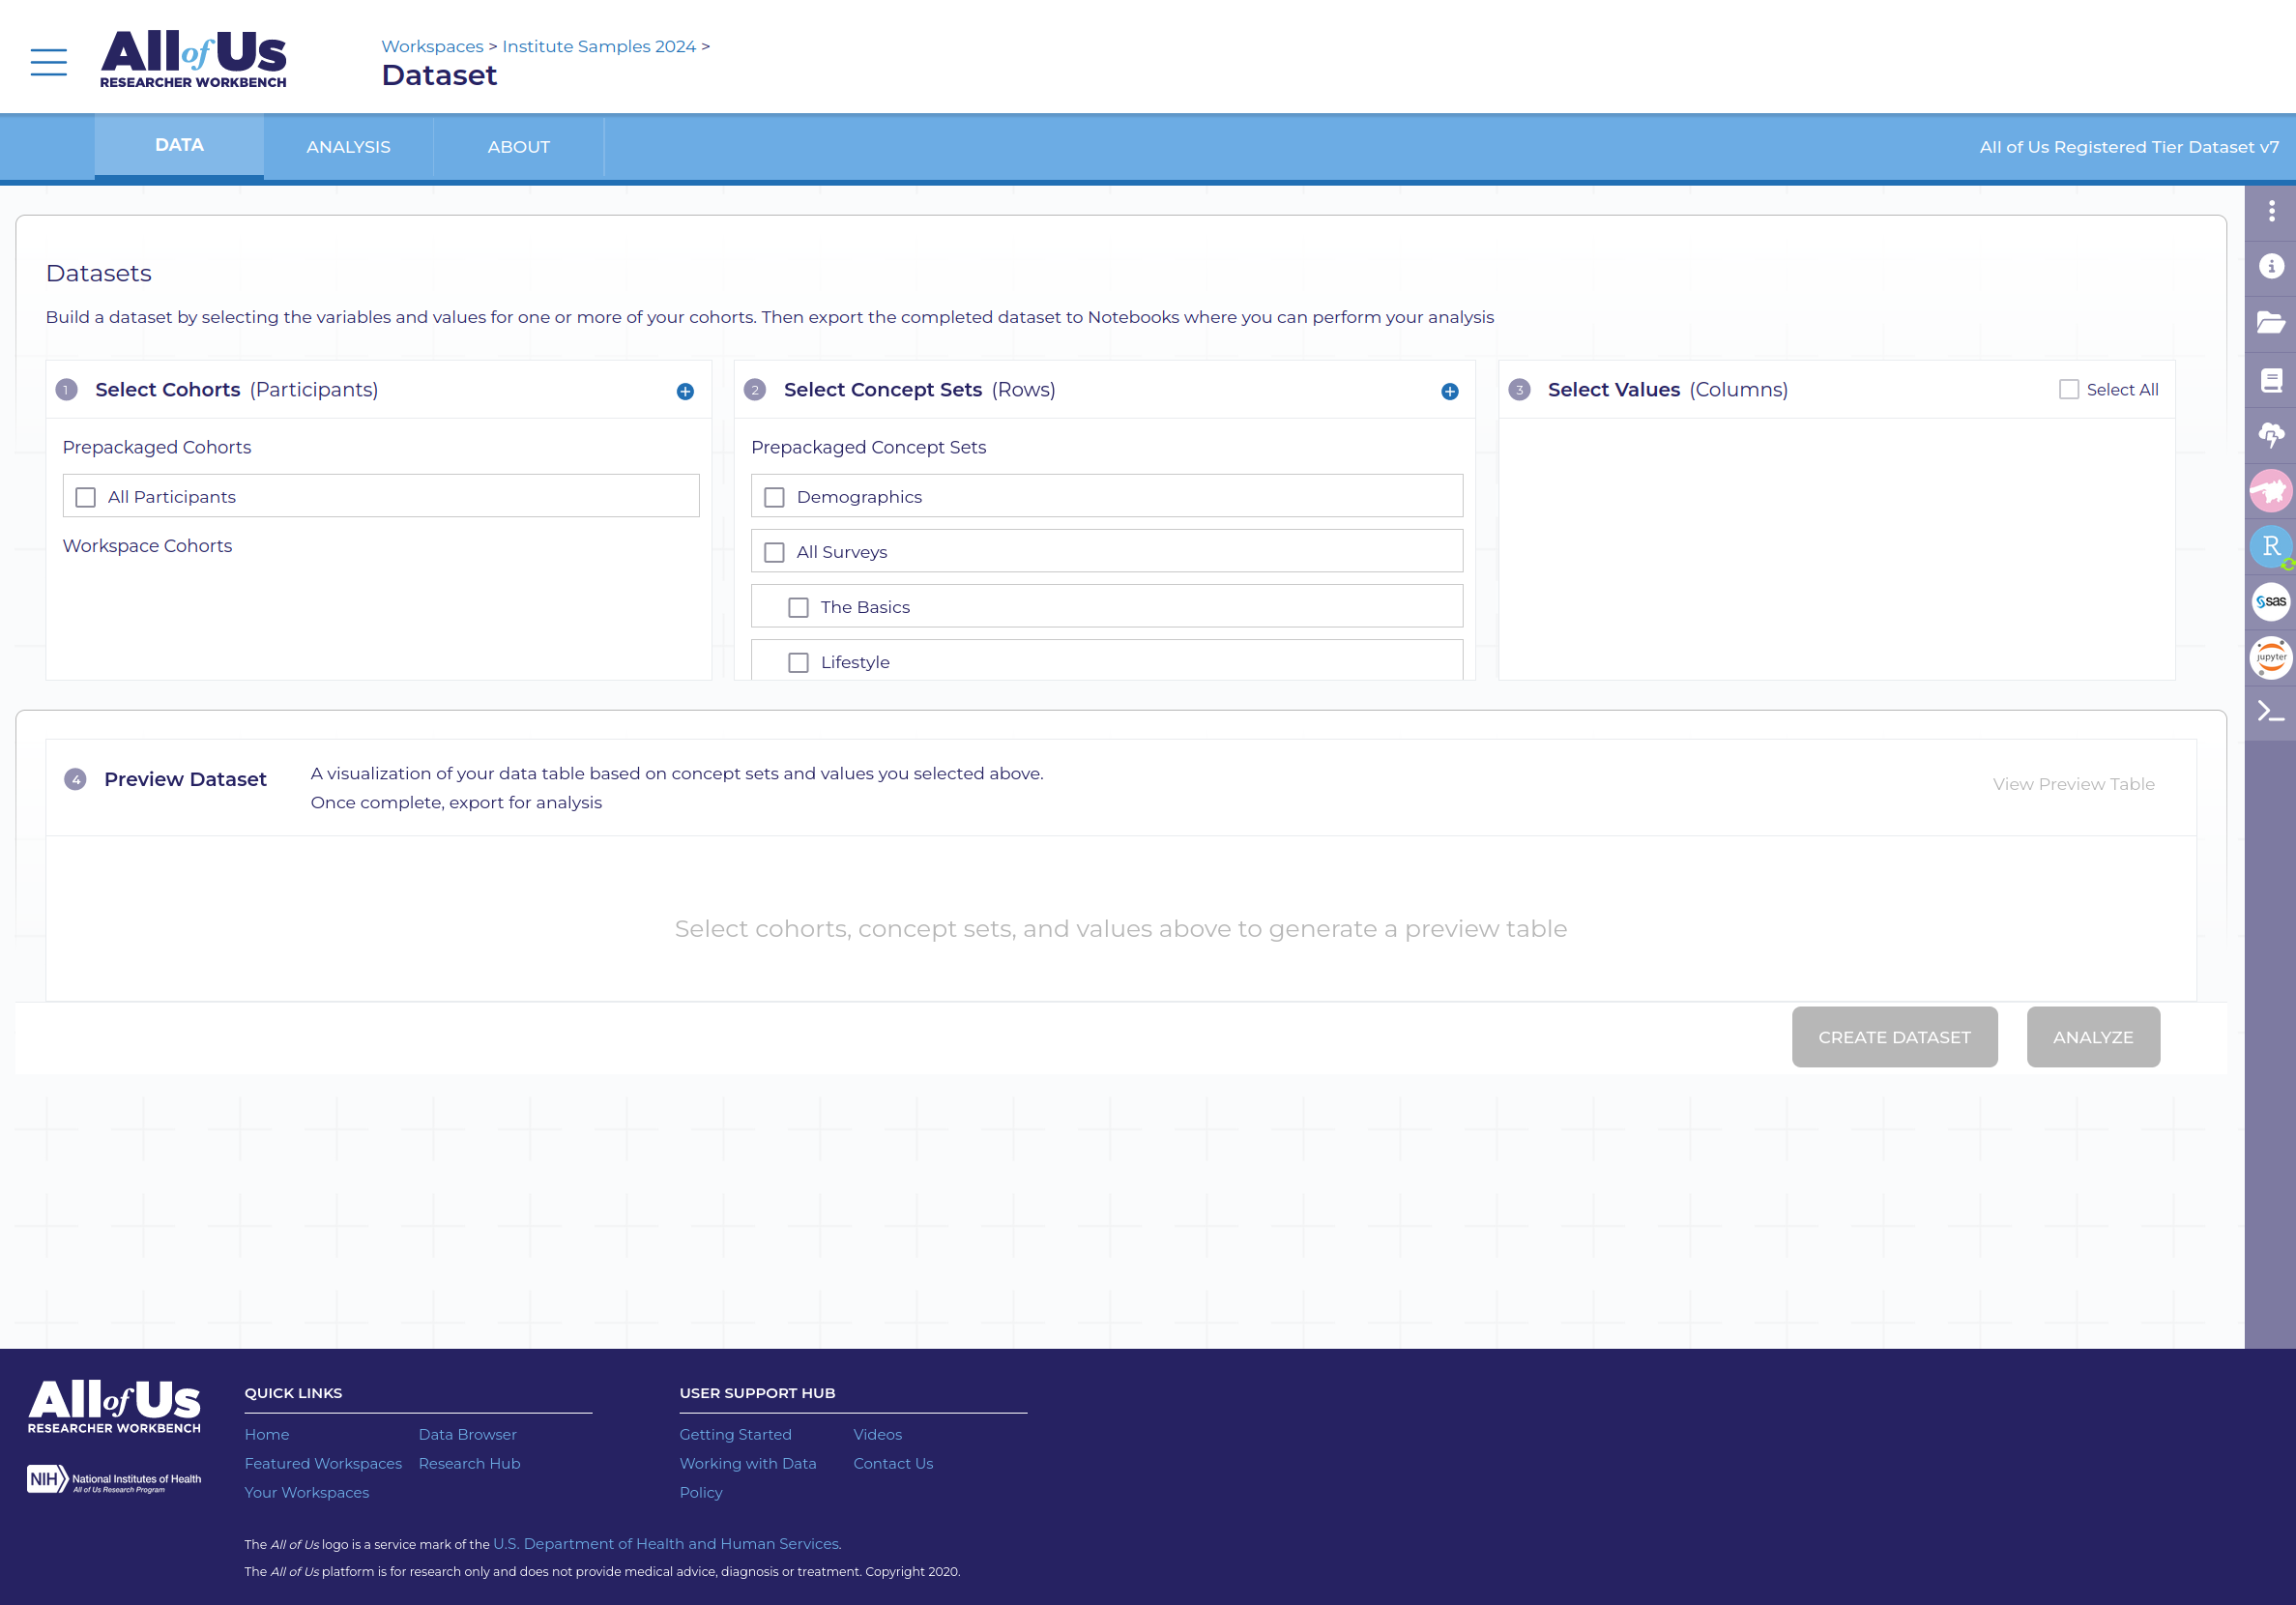 All of Us
RESEARCHER WORKBENCH
Workspaces > Institute Samples 2024 >
Dataset
DATA
ANALYSIS
ABOUT
All of Us Registered Tier Dataset v7
Datasets
Build a dataset by selecting the variables and values for one or more of your cohorts. Then export the completed dataset to Notebooks where you can perform your analysis
1 Select Cohorts (Participants)
Prepackaged Cohorts
All Participants
Workspace Cohorts
2 Select Concept Sets (Rows)
Prepackaged Concept Sets
Demographics
All Surveys
The Basics
Lifestyle
3 Select Values (Columns)
Select All
R
sas
jupyter
4 Preview Dataset
A visualization of your data table based on concept sets and values you selected above.
Once complete, export for analysis
View Preview Table
Select cohorts, concept sets, and values above to generate a preview table
CREATE DATASET
ANALYZE
All of Us
RESEARCHER WORKBENCH
NIH National Institutes of Health
All of Us Research Program
QUICK LINKS
Home
Data Browser
Featured Workspaces
Research Hub
Your Workspaces
USER SUPPORT HUB
Getting Started
Videos
Working with Data
Contact Us
Policy
The All of Us logo is a service mark of the U.S. Department of Health and Human Services.
The All of Us platform is for research only and does not provide medical advice, diagnosis or treatment. Copyright 2020.